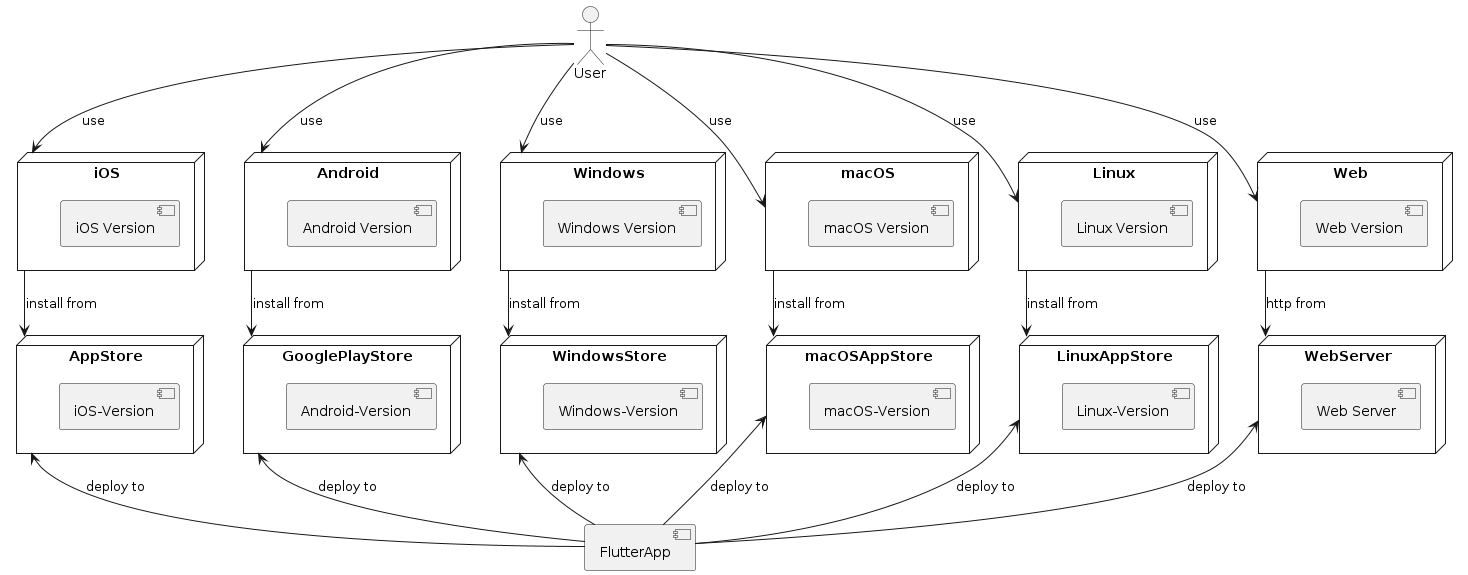 User
use
use
use
use
use
use
iOS
Android
Windows
macOS
Linux
Web
iOS Version
Android Version
Windows Version
macOS Version
Linux Version
Web Version
install from
install from
install from
install from
install from
http from
AppStore
GooglePlayStore
WindowsStore
macOSAppStore
LinuxAppStore
WebServer
iOS-Version
Android-Version
Windows-Version
macOS-Version
Linux-Version
Web Server
deploy to
deploy to
deploy to
deploy to
deploy to
deploy to
FlutterApp